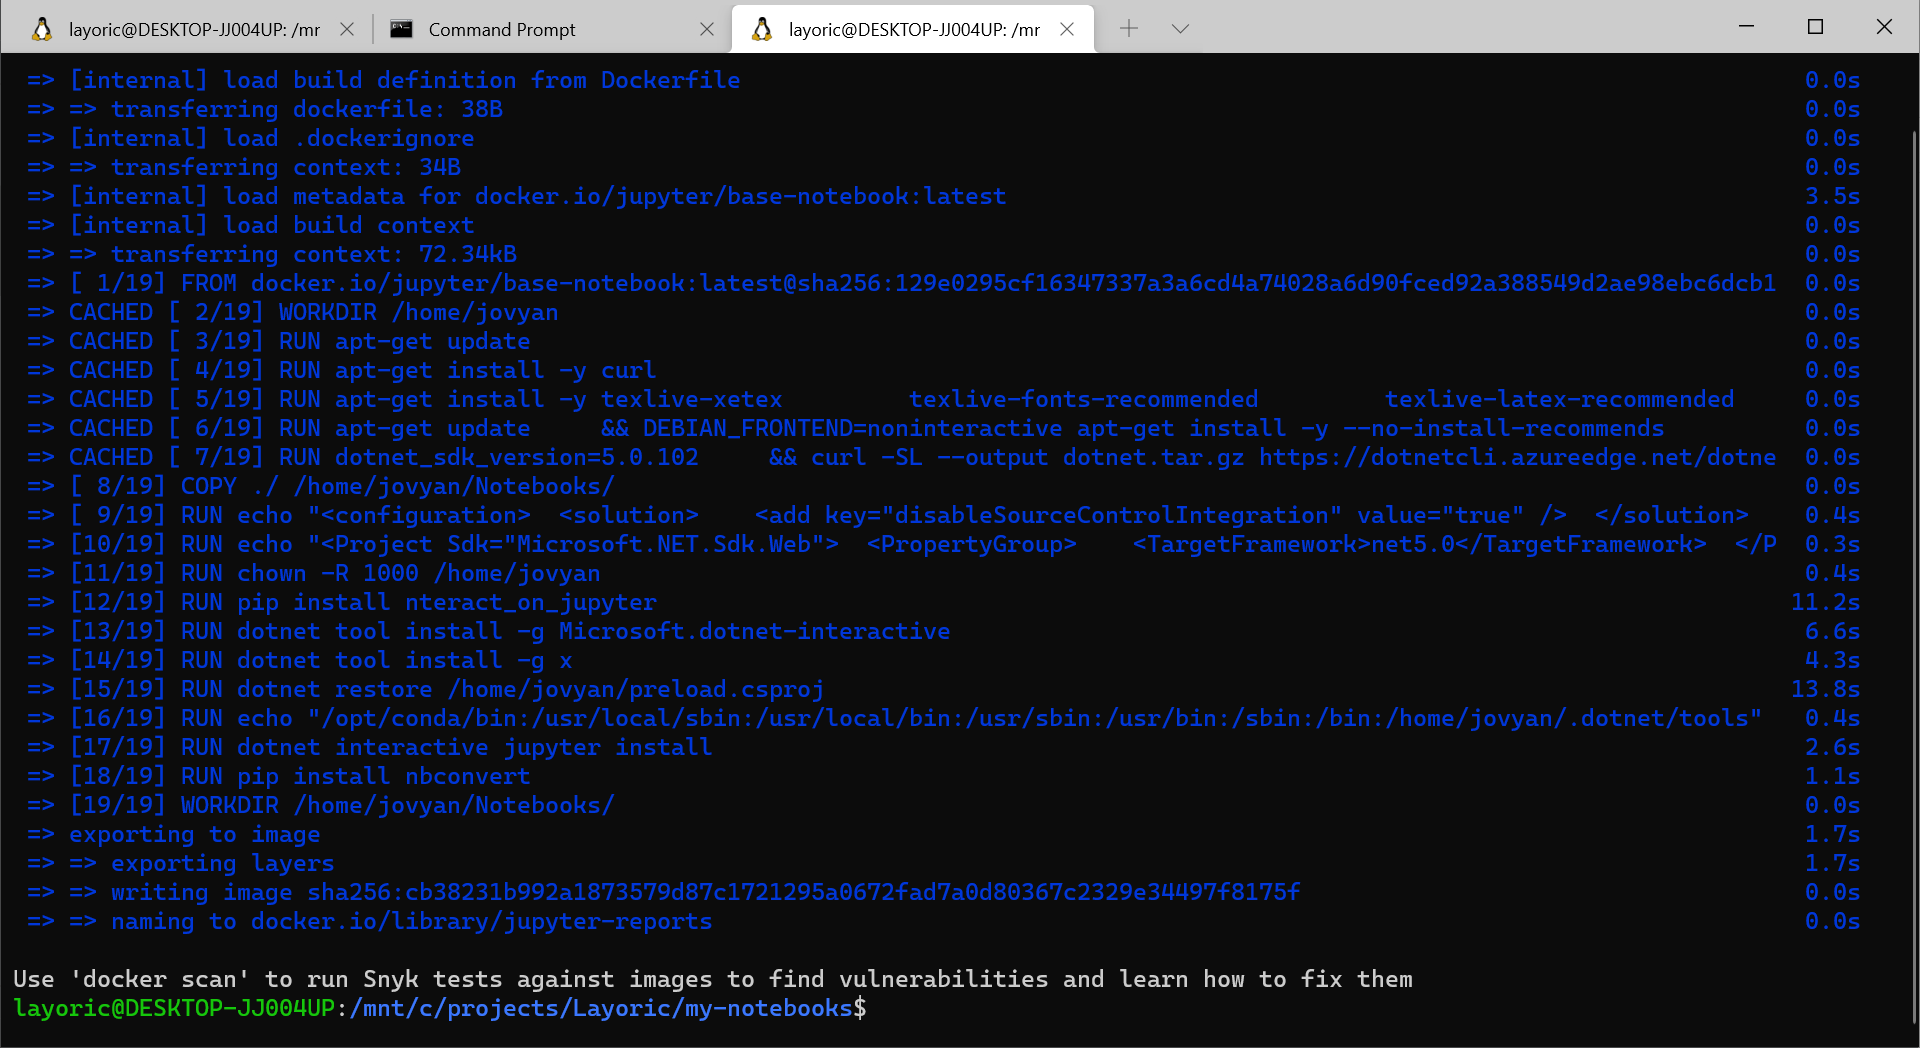 layoric@DESKTOP-JJ004UP: /mr
Command Prompt
layoric@DESKTOP-JJ004UP: /mr
=> [internal] load build definition from Dockerfile 0.0s
=> => transferring dockerfile: 38B 0.0s
=> [internal] load .dockerignore 0.0s
=> => transferring context: 34B 0.0s
=> [internal] load metadata for docker.io/jupyter/base-notebook:latest 3.5s
=> [internal] load build context 0.0s
=> => transferring context: 72.34kB 0.0s
=> [ 1/19] FROM docker.io/jupyter/base-notebook:latest@sha256:129e0295cf16347337a3a6cd4a74028a6d90fced92a388549d2ae98ebc6dcb1 0.0s
=> CACHED [ 2/19] WORKDIR /home/jovyan 0.0s
=> CACHED [ 3/19] RUN apt-get update 0.0s
=> CACHED [ 4/19] RUN apt-get install -y curl 0.0s
=> CACHED [ 5/19] RUN apt-get install -y texlive-xetex texlive-fonts-recommended texlive-latex-recommended 0.0s
=> CACHED [ 6/19] RUN apt-get update && DEBIAN_FRONTEND=noninteractive apt-get install -y --no-install-recommends 0.0s
=> CACHED [ 7/19] RUN dotnet_sdk_version=5.0.102 && curl -SL --output dotnet.tar.gz https://dotnetcli.azureedge.net/dotne 0.0s
=> [ 8/19] COPY ./ /home/jovyan/Notebooks/ 0.0s
=> [ 9/19] RUN echo "<configuration> <solution> <add key="disableSourceControlIntegration" value="true" /> </solution> 0.4s
=> [10/19] RUN echo "<Project Sdk="Microsoft.NET.Sdk.Web"> <PropertyGroup> <TargetFramework>net5.0</TargetFramework> </P 0.3s
=> [11/19] RUN chown -R 1000 /home/jovyan 0.4s
=> [12/19] RUN pip install nteract_on_jupyter 11.2s
=> [13/19] RUN dotnet tool install -g Microsoft.dotnet-interactive 6.6s
=> [14/19] RUN dotnet tool install -g x 4.3s
=> [15/19] RUN dotnet restore /home/jovyan/preload.csproj 13.8s
=> [16/19] RUN echo "/opt/conda/bin:/usr/local/sbin:/usr/local/bin:/usr/sbin:/usr/bin:/sbin:/bin:/home/jovyan/.dotnet/tools" 0.4s
=> [17/19] RUN dotnet interactive jupyter install 2.6s
=> [18/19] RUN pip install nbconvert 1.1s
=> [19/19] WORKDIR /home/jovyan/Notebooks/ 0.0s
=> exporting to image 1.7s
=> => exporting layers 1.7s
=> => writing image sha256:cb38231b992a1873579d87c1721295a0672fad7a0d80367c2329e34497f8175f 0.0s
=> => naming to docker.io/library/jupyter-reports 0.0s
Use 'docker scan' to run Snyk tests against images to find vulnerabilities and learn how to fix them
layoric@DESKTOP-JJ004UP:/mnt/c/projects/Layoric/my-notebooks$